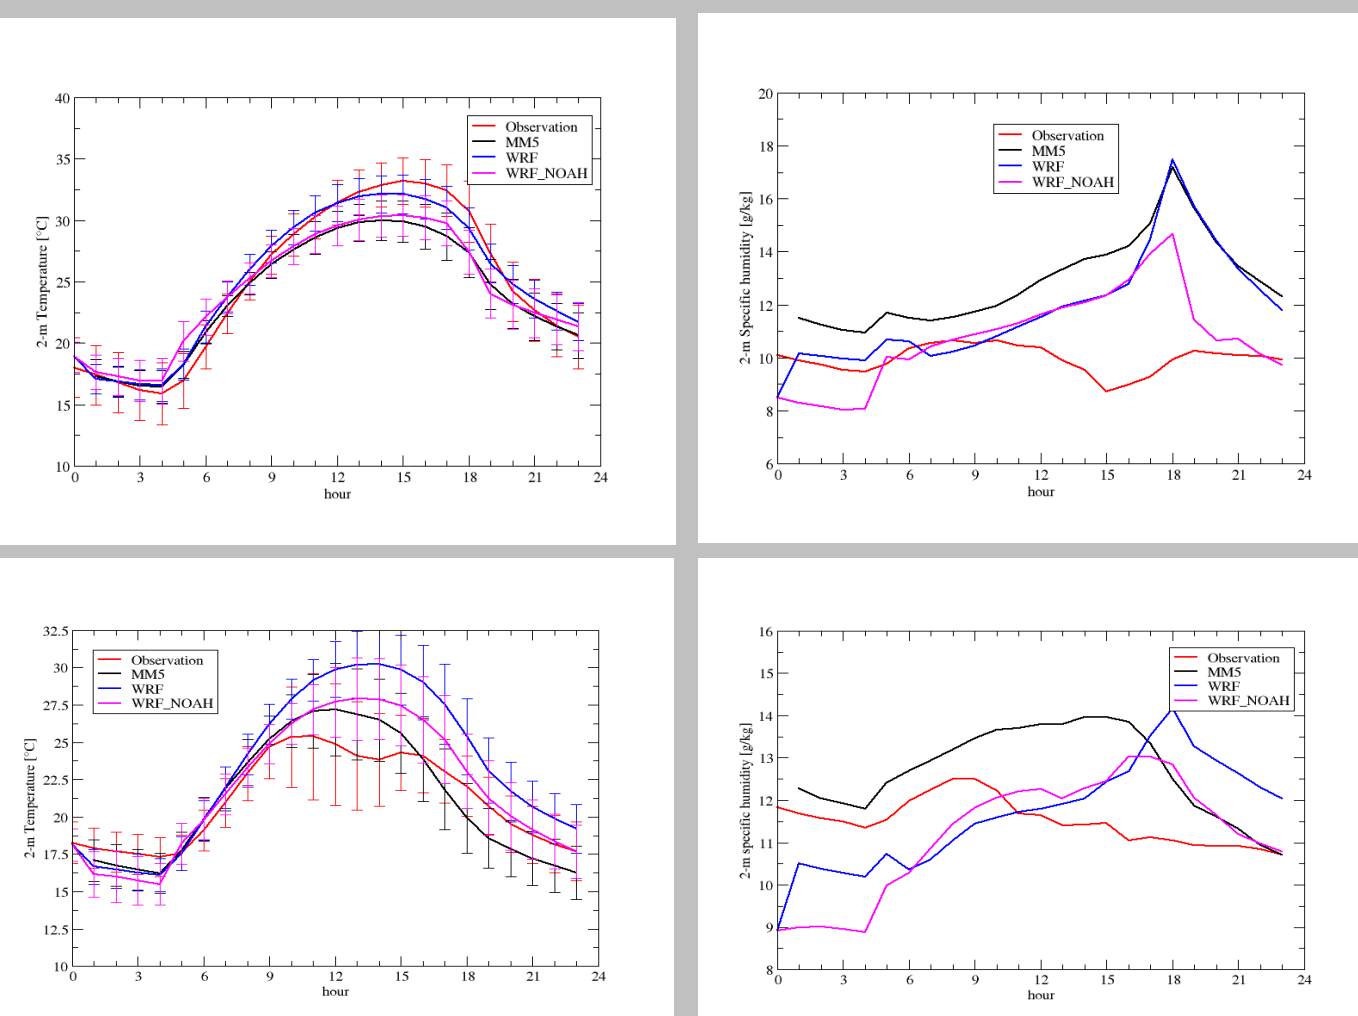 40
35
30
25
20
15
10
2-m Temperature [°C]
0 3 6 9 12 15 18 21 24
hour
Observation
MM5
WRF
WRF_NOAH
20
18
16
14
12
10
8
6
2-m Specific humidity [g/kg]
0 3 6 9 12 15 18 21 24
hour
Observation
MM5
WRF
WRF_NOAH
32.5
30
27.5
25
22.5
20
17.5
15
12.5
10
2-m Temperature [°C]
0 3 6 9 12 15 18 21 24
hour
Observation
MM5
WRF
WRF_NOAH
16
15
14
13
12
11
10
9
8
2-m specific humidity [g/kg]
0 3 6 9 12 15 18 21 24
hour
Observation
MM5
WRF
WRF_NOAH